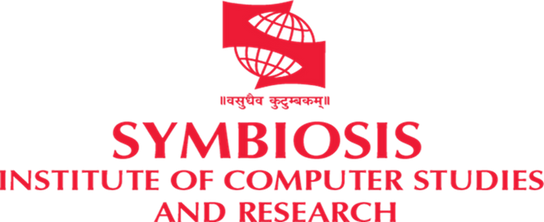 ॥वसुधैव कुटुम्बकम्॥
SYMBIOSIS
INSTITUTE OF COMPUTER STUDIES
AND RESEARCH